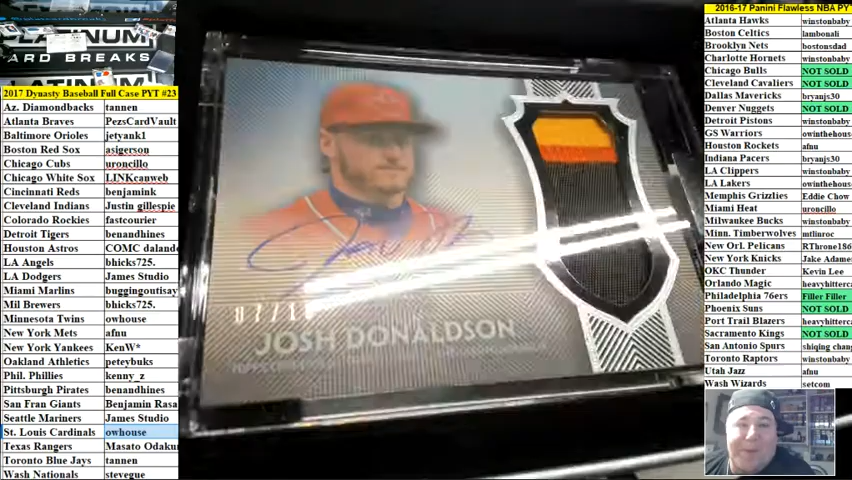 PLATINUM
ARD BREAKS
PLATINUM
2017 Dynasty Baseball Full Case PYT #23
Az. Diamondbacks tannen
Atlanta Braves PezsCardVault
Baltimore Orioles jetyank1
Boston Red Sox asigerson
Chicago Cubs uroncillo
Chicago White Sox LINKcanweb
Cincinnati Reds benjamink
Cleveland Indians Justin gillespie
Colorado Rockies fastcourier
Detroit Tigers benandhines
Houston Astros COMC daland
LA Angels bhicks725.
LA Dodgers James Studio
Miami Marlins buggingoutisay
Mil Brewers bhicks725.
Minnesota Twins owhouse
New York Mets afnu
New York Yankees KenW*
Oakland Athletics peteybuks
Phil. Phillies kenny_z
Pittsburgh Pirates benandhines
San Fran Giants Benjamin Rasa
Seattle Mariners James Studio
St. Louis Cardinals owhouse
Texas Rangers Masato Odaku
Toronto Blue Jays tannen
Wash Nationals stevegue
JOSH DONALDSON
2016-17 Panini Flawless NBA PY
Atlanta Hawks winstonbaby
Boston Celtics lambonali
Brooklyn Nets bostonsdad
Charlotte Hornets winstonbaby
Chicago Bulls NOT SOLD
Cleveland Cavaliers NOT SOLD
Dallas Mavericks bryanjs30
Denver Nuggets NOT SOLD
Detroit Pistons winstonbaby
GS Warriors owinthehouse
Houston Rockets afnu
Indiana Pacers bryanjs30
LA Clippers winstonbaby
LA Lakers owinthehouse
Memphis Grizzlies Eddie Chow
Miami Heat uroncillo
Milwaukee Bucks winstonbaby
Minn. Timberwolves mtlinroc
New Orl. Pelicans RThrone186
New York Knicks Jake Adame
OKC Thunder Kevin Lee
Orlando Magic heavyhitterca
Philadelphia 76ers Filler Filler
Phoenix Suns NOT SOLD
Port Trail Blazers heavyhitterca
Sacramento Kings NOT SOLD
San Antonio Spurs shiqing chang
Toronto Raptors winstonbaby
Utah Jazz afnu
Wash Wizards setcom